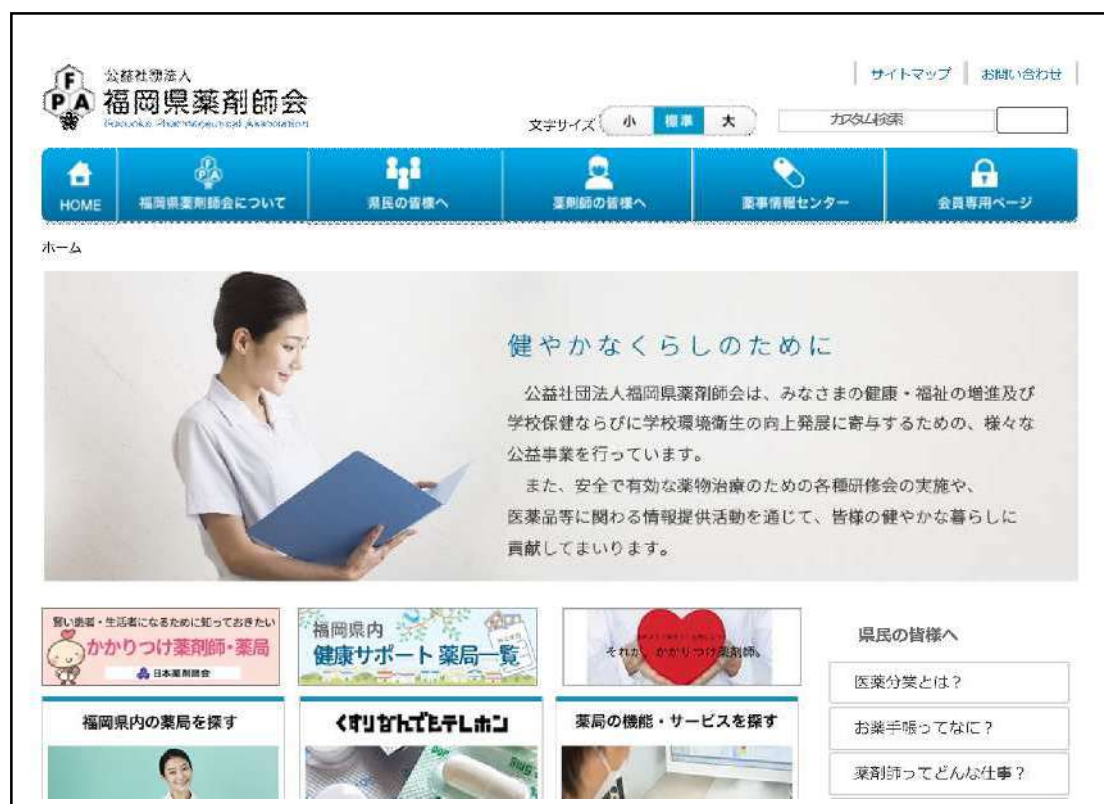 公益社団法人
福岡県薬剤師会
Fukuoka Pharmaceutical Association
FPA
サイトマップ
お問い合わせ
文字サイズ 小 標準 大
カスタム検索
HOME
福岡県薬剤師会について
県民の皆様へ
薬剤師の皆様へ
薬事情報センター
会員専用ページ
ホーム
健やかなくらしのために
公益社団法人福岡県薬剤師会は、みなさまの健康・福祉の増進及び
学校保健ならびに学校環境衛生の向上発展に寄与するための、様々な
公益事業を行っています。
また、安全で有効な薬物治療のための各種研修会の実施や、
医薬品等に関わる情報提供活動を通じて、皆様の健やかな暮らしに
貢献してまいります。
賢い患者・生活者になるために知っておきたい
かかりつけ薬剤師・薬局
日本薬剤師会
福岡県内
健康サポート薬局一覧
それが、かかりつけ薬剤師。
県民の皆様へ
医薬分業とは?
お薬手帳ってなに?
薬剤師ってどんな仕事?
福岡県内の薬局を探す
くすりなんでもテレホン
薬局の機能・サービスを探す